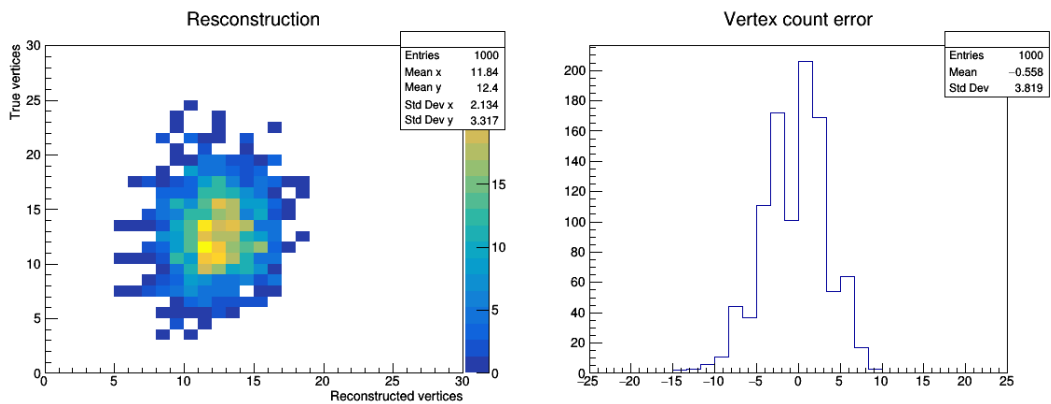 Resconstruction
Entries 1000
Mean x 11.84
Mean y 12.4
Std Dev x 2.134
Std Dev y 3.317
True vertices
30
25
20
15
10
5
0
0 5 10 15 20 25 30
Reconstructed vertices
15
10
5
0
Vertex count error
Entries 1000
Mean −0.558
Std Dev 3.819
200
180
160
140
120
100
80
60
40
20
0
−25 −20 −15 −10 −5 0 5 10 15 20 25